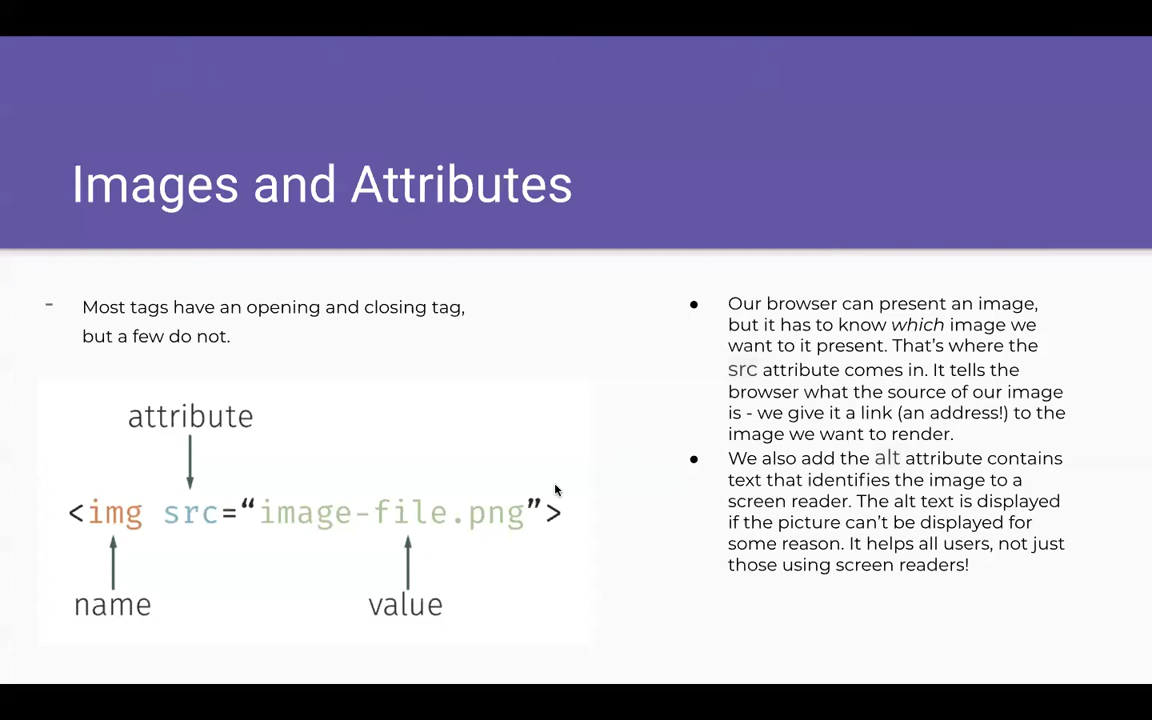 Images and Attributes
- Most tags have an opening and closing tag,
but a few do not.
attribute
<img src=“image-file.png”>
name value
● Our browser can present an image,
but it has to know which image we
want to it present. That’s where the
src attribute comes in. It tells the
browser what the source of our image
is - we give it a link (an address!) to the
image we want to render.
● We also add the alt attribute contains
text that identifies the image to a
screen reader. The alt text is displayed
if the picture can’t be displayed for
some reason. It helps all users, not just
those using screen readers!